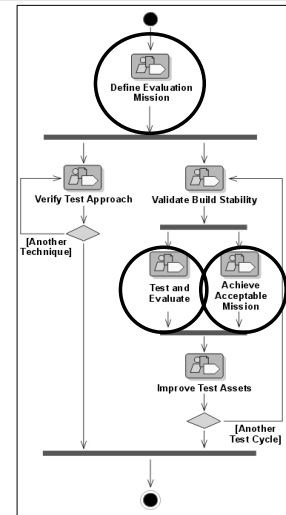 Define Evaluation
Mission
Verify Test Approach
Validate Build Stability
[Another
Technique]
Test and
Evaluate
Achieve
Acceptable
Mission
Improve Test Assets
[Another
Test Cycle]